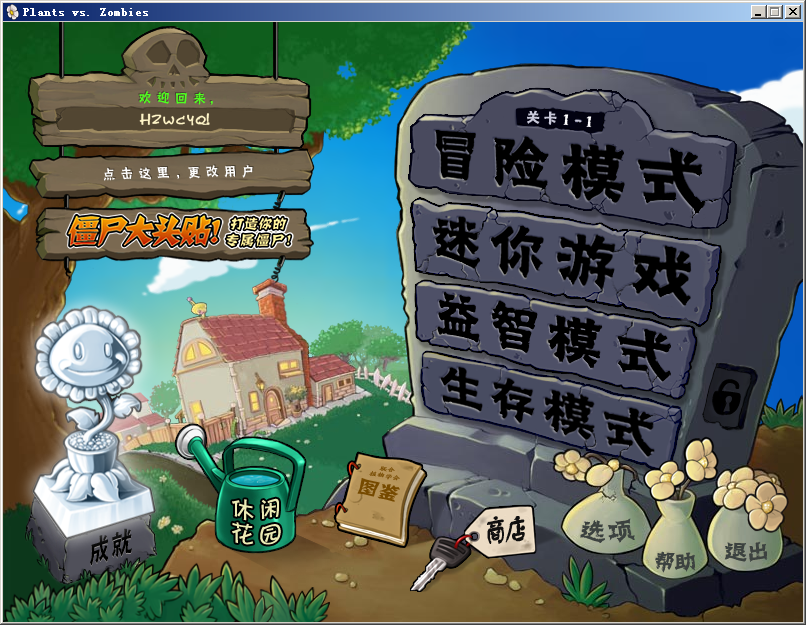 Plants vs. Zombies
欢迎回来,
HZWCYQ1
点击这里,更改用户
僵尸大头贴!
打造你的
专属僵尸!
关卡1-1
冒险模式
迷你游戏
益智模式
生存模式
成就
休闲
花园
图鉴
商店
选项
帮助
退出